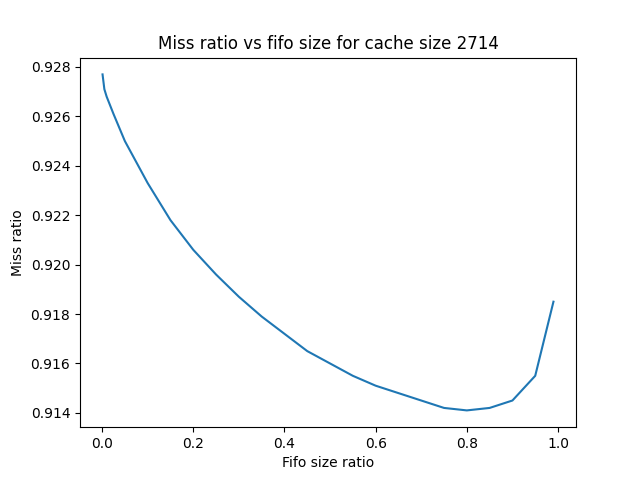 Miss ratio vs fifo size for cache size 2714
0.928
0.926
0.924
0.922
0.920
0.918
0.916
0.914
Miss ratio
0.0 0.2 0.4 0.6 0.8 1.0
Fifo size ratio